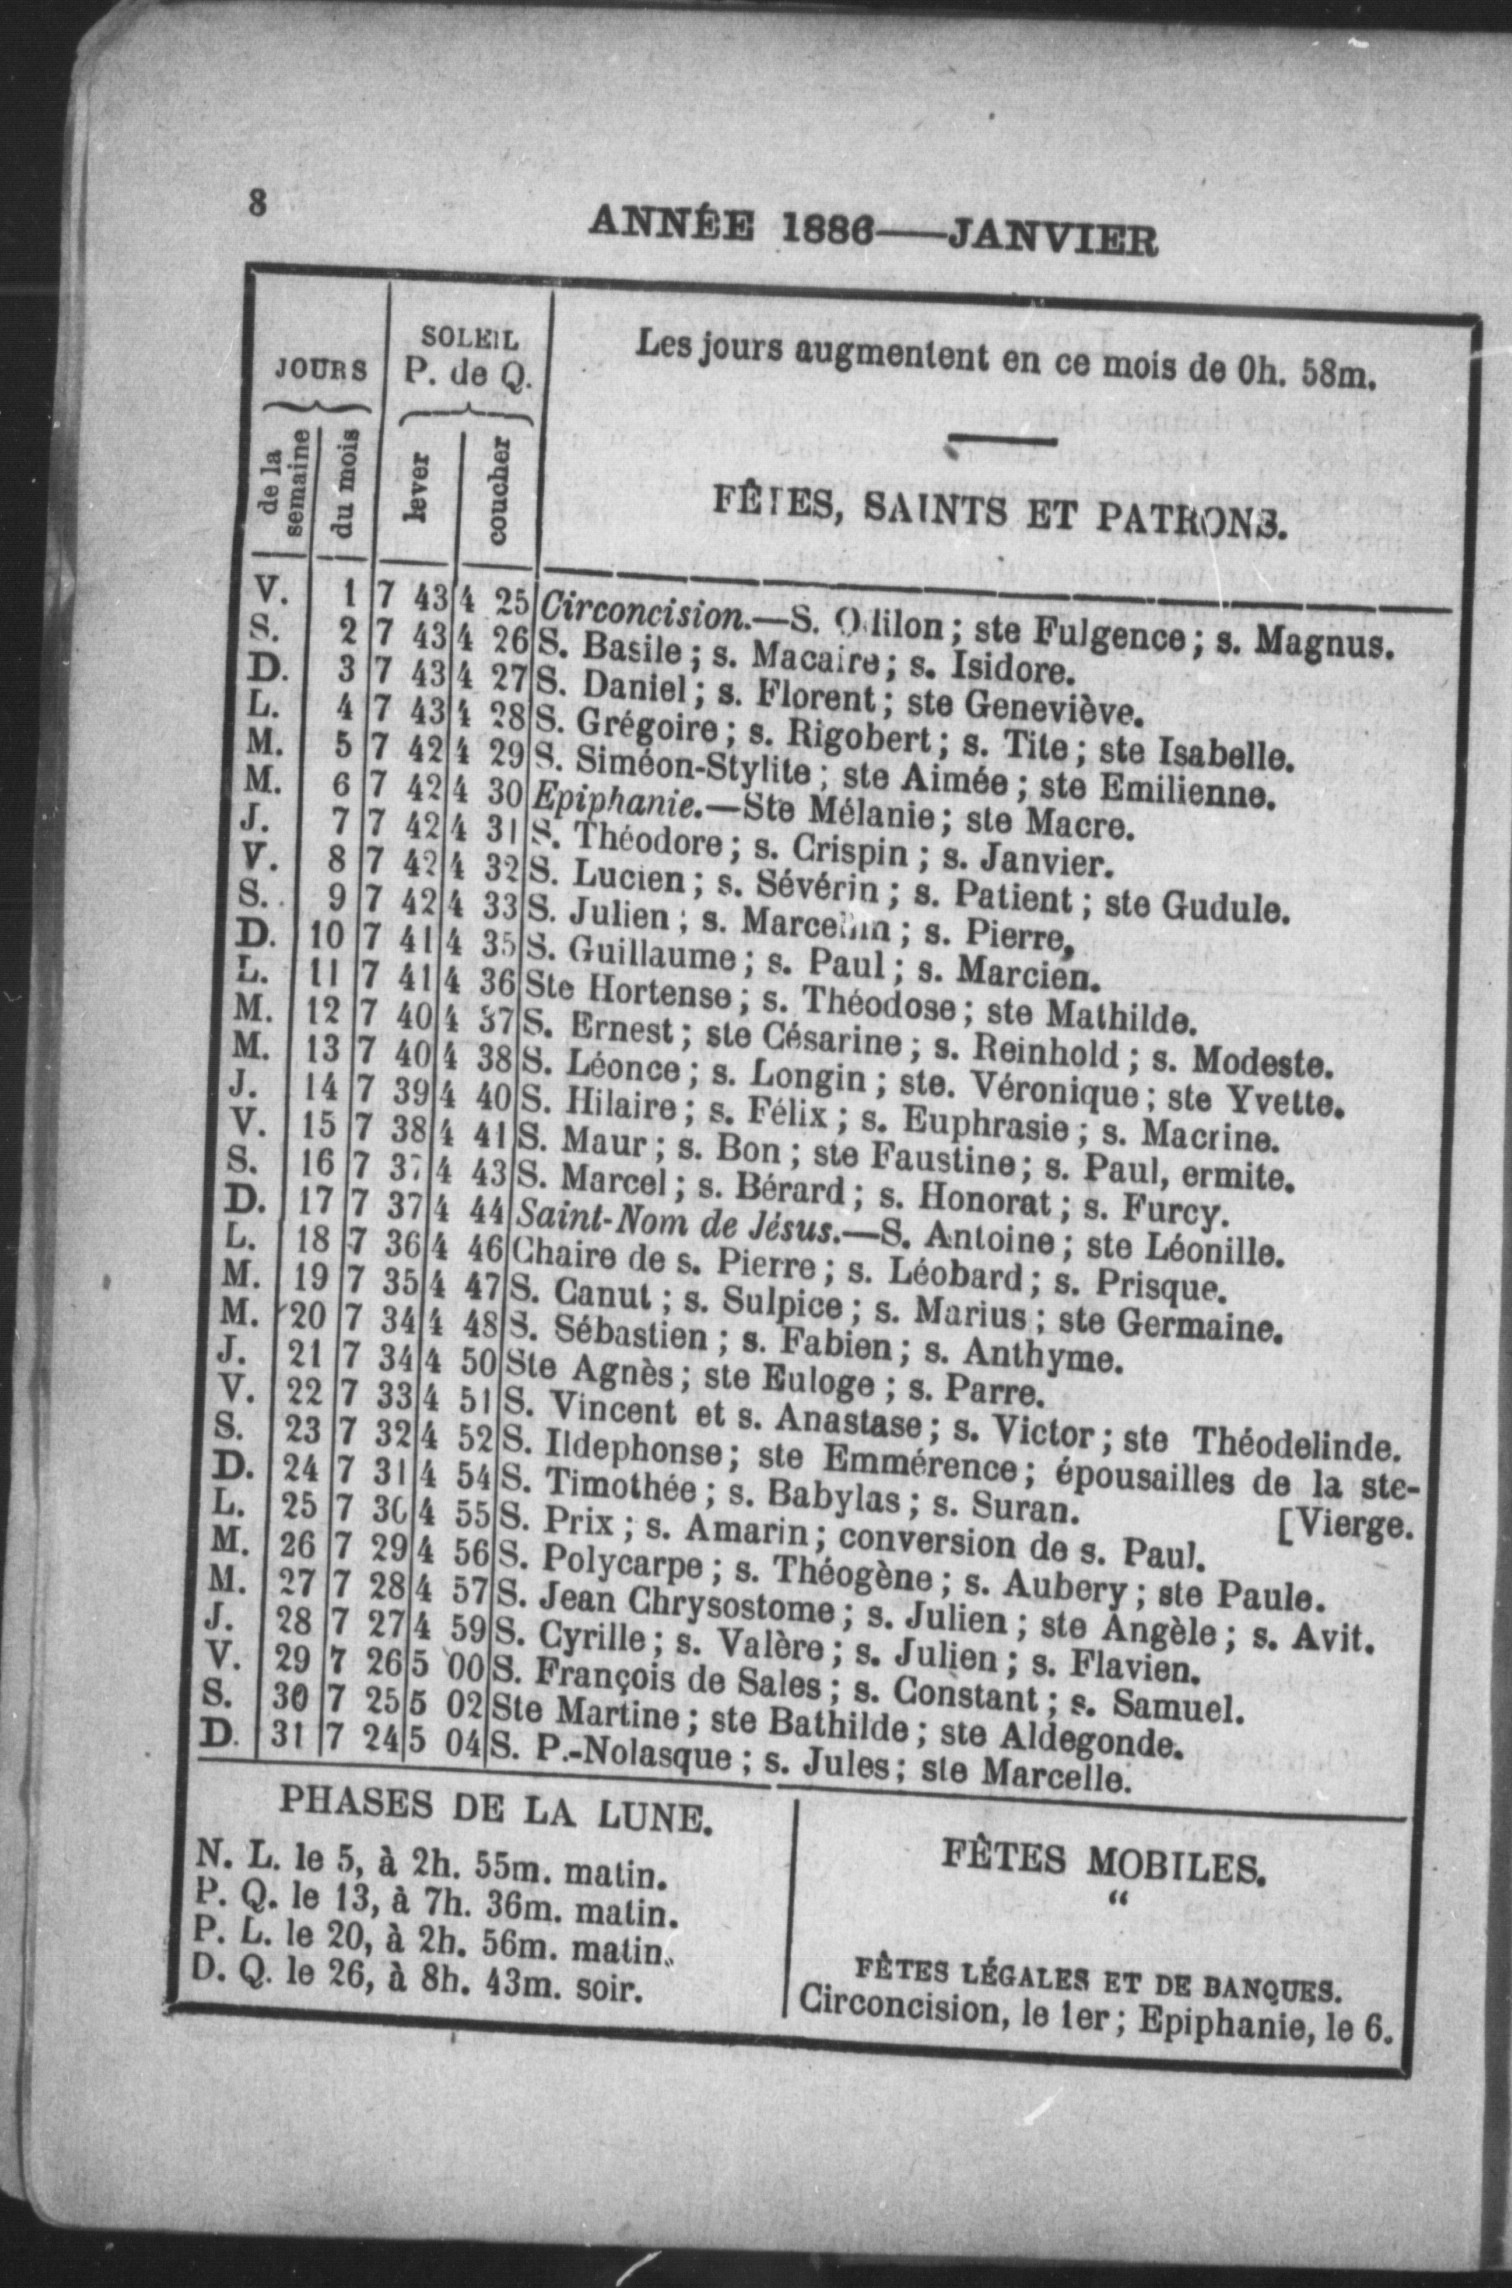 8
ANNÉE 1886—JANVIER
JOURS
SOLEIL
P. de Q.
Les jours augmentent en ce mois de 0h. 58m.
de la semaine
du mois
lever
coucher
FÊTES, SAINTS ET PATRONS.
V. 1 7 43 4 25 Circoncision.—S. Odilon; ste Fulgence; s. Magnus.
S. 2 7 43 4 26 S. Basile; s. Macaire; s. Isidore.
D. 3 7 43 4 27 S. Daniel; s. Florent; ste Geneviève.
L. 4 7 43 4 28 S. Grégoire; s. Rigobert; s. Tite; ste Isabelle.
M. 5 7 42 4 29 S. Siméon-Stylite; ste Aimée; ste Emilienne.
M. 6 7 42 4 30 Epiphanie.—Ste Mélanie; ste Macre.
J. 7 7 42 4 31 S. Théodore; s. Crispin; s. Janvier.
V. 8 7 42 4 32 S. Lucien; s. Sévérin; s. Patient; ste Gudule.
S. 9 7 42 4 33 S. Julien; s. Marcellin; s. Pierre,
D. 10 7 41 4 35 S. Guillaume; s. Paul; s. Marcien.
L. 11 7 41 4 36 Ste Hortense; s. Théodose; ste Mathilde.
M. 12 7 40 4 37 S. Ernest; ste Césarine; s. Reinhold; s. Modeste.
M. 13 7 40 4 38 S. Léonce; s. Longin; ste. Véronique; ste Yvette.
J. 14 7 39 4 40 S. Hilaire; s. Félix; s. Euphrasie; s. Macrine.
V. 15 7 38 4 41 S. Maur; s. Bon; ste Faustine; s. Paul, ermite.
S. 16 7 37 4 43 S. Marcel; s. Bérard; s. Honorat; s. Furcy.
D. 17 7 37 4 44 Saint-Nom de Jésus.—S. Antoine; ste Léonille.
L. 18 7 36 4 46 Chaire de s. Pierre; s. Léobard; s. Prisque.
M. 19 7 35 4 47 S. Canut; s. Sulpice; s. Marius; ste Germaine.
M. 20 7 34 4 48 S. Sébastien; s. Fabien; s. Anthyme.
J. 21 7 34 4 50 Ste Agnès; ste Euloge; s. Parre.
V. 22 7 33 4 51 S. Vincent et s. Anastase; s. Victor; ste Théodelinde.
S. 23 7 32 4 52 S. Ildephonse; ste Emmérence; épousailles de la ste-
D. 24 7 31 4 54 S. Timothée; s. Babylas; s. Suran. [Vierge.
L. 25 7 30 4 55 S. Prix; s. Amarin; conversion de s. Paul.
M. 26 7 29 4 56 S. Polycarpe; s. Théogène; s. Aubery; ste Paule.
M. 27 7 28 4 57 S. Jean Chrysostome; s. Julien; ste Angèle; s. Avit.
J. 28 7 27 4 59 S. Cyrille; s. Valère; s. Julien; s. Flavien.
V. 29 7 26 5 00 S. François de Sales; s. Constant; s. Samuel.
S. 30 7 25 5 02 Ste Martine; ste Bathilde; ste Aldegonde.
D. 31 7 24 5 04 S. P.-Nolasque; s. Jules; ste Marcelle.
PHASES DE LA LUNE.
N. L. le 5, à 2h. 55m. matin.
P. Q. le 13, à 7h. 36m. matin.
P. L. le 20, à 2h. 56m. matin.
D. Q. le 26, à 8h. 43m. soir.
FÊTES MOBILES.
“
FÊTES LÉGALES ET DE BANQUES.
Circoncision, le 1er; Epiphanie, le 6.